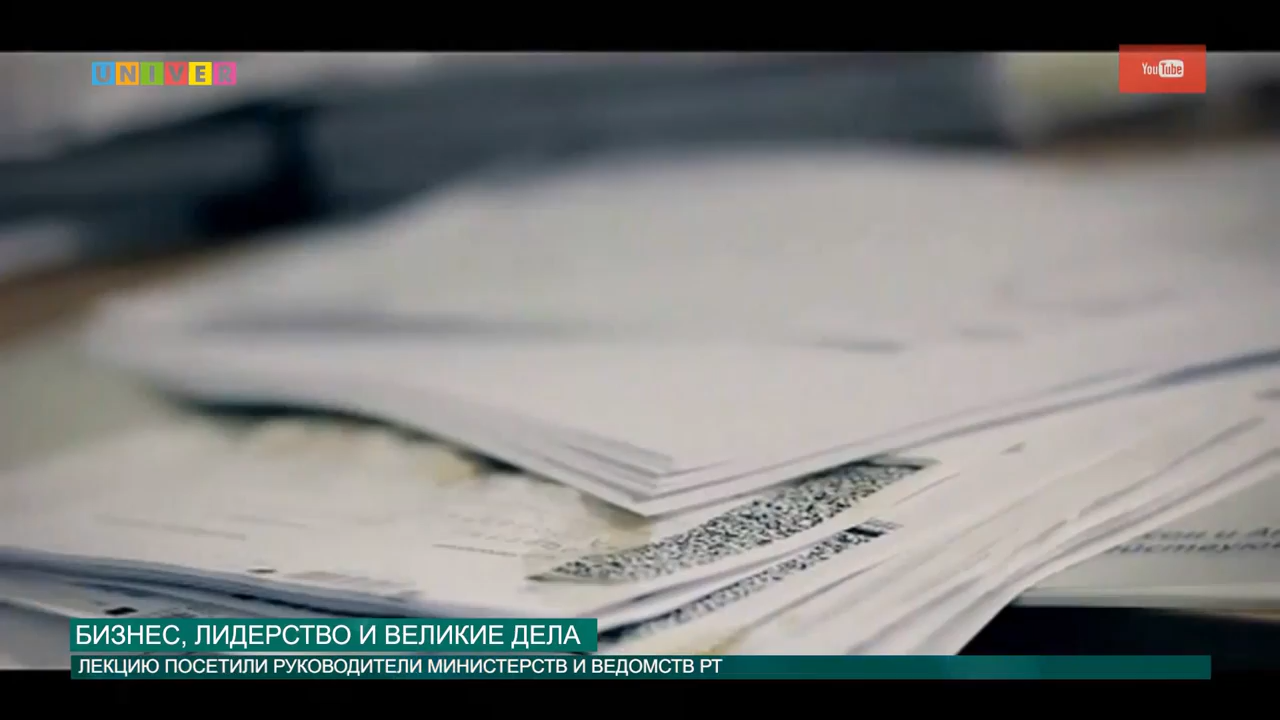 UNIVER
YouTube
БИЗНЕС, ЛИДЕРСТВО И ВЕЛИКИЕ ДЕЛА
ЛЕКЦИЮ ПОСЕТИЛИ РУКОВОДИТЕЛИ МИНИСТЕРСТВ И ВЕДОМСТВ РТ